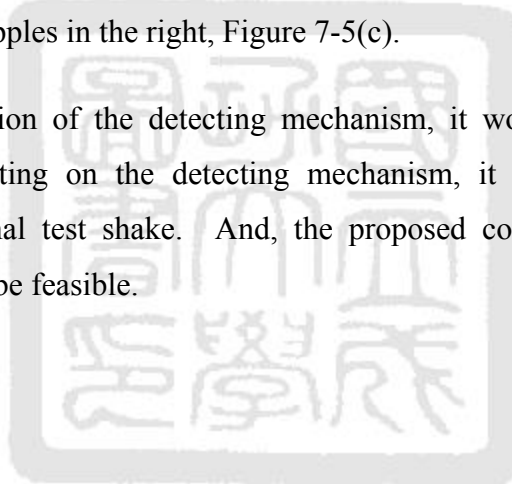 pples in the right, Figure 7-5(c).
ion of the detecting mechanism, it wo
ting on the detecting mechanism, it
nal test shake. And, the proposed co
be feasible.